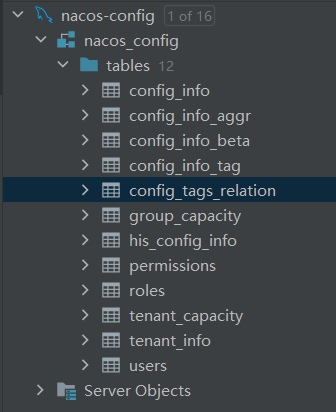 nacos-config 1 of 16
nacos_config
tables 12
config_info
config_info_aggr
config_info_beta
config_info_tag
config_tags_relation
group_capacity
his_config_info
permissions
roles
tenant_capacity
tenant_info
users
Server Objects